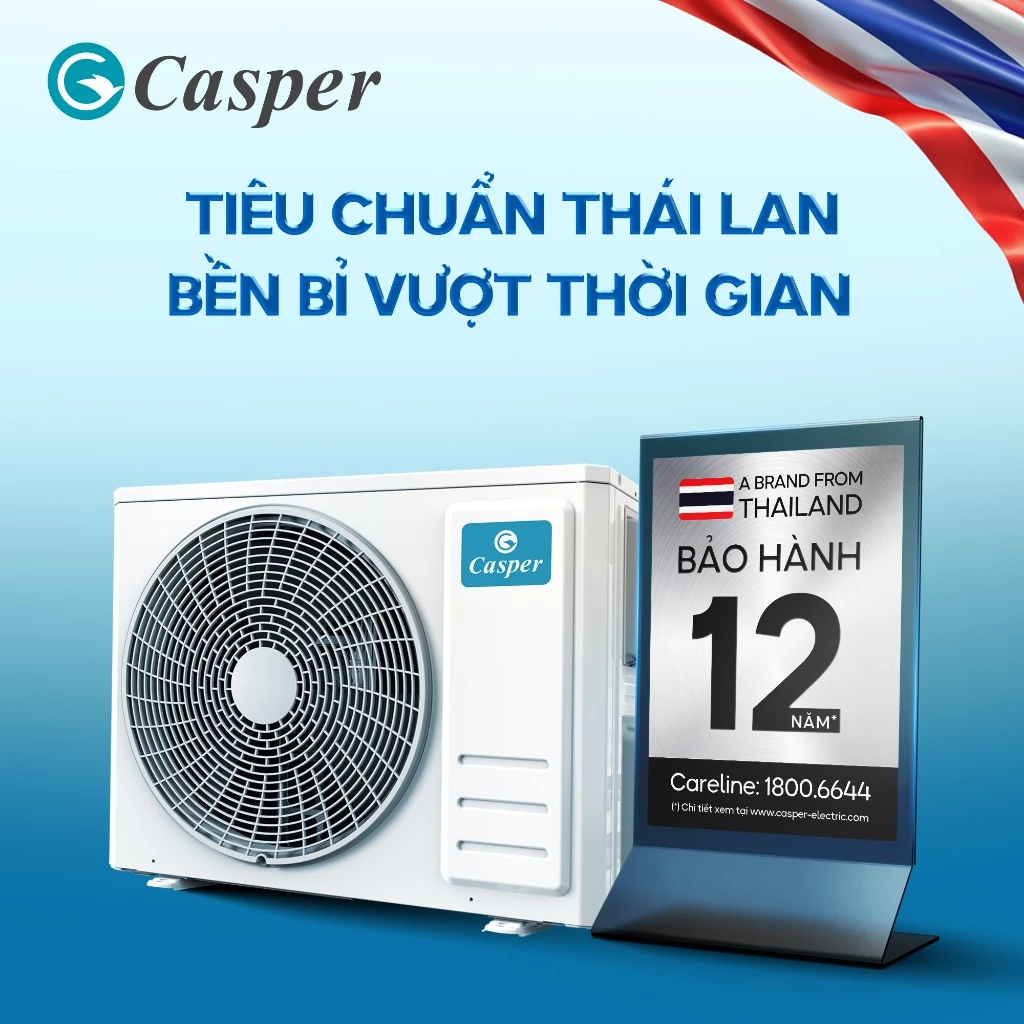 Casper
TIÊU CHUẨN THÁI LAN
BỀN BỈ VƯỢT THỜI GIAN
Casper
A BRAND FROM
THAILAND
BẢO HÀNH
12
NĂM*
Careline: 1800.6644
(*) Chi tiết xem tại www.casper-electric.com